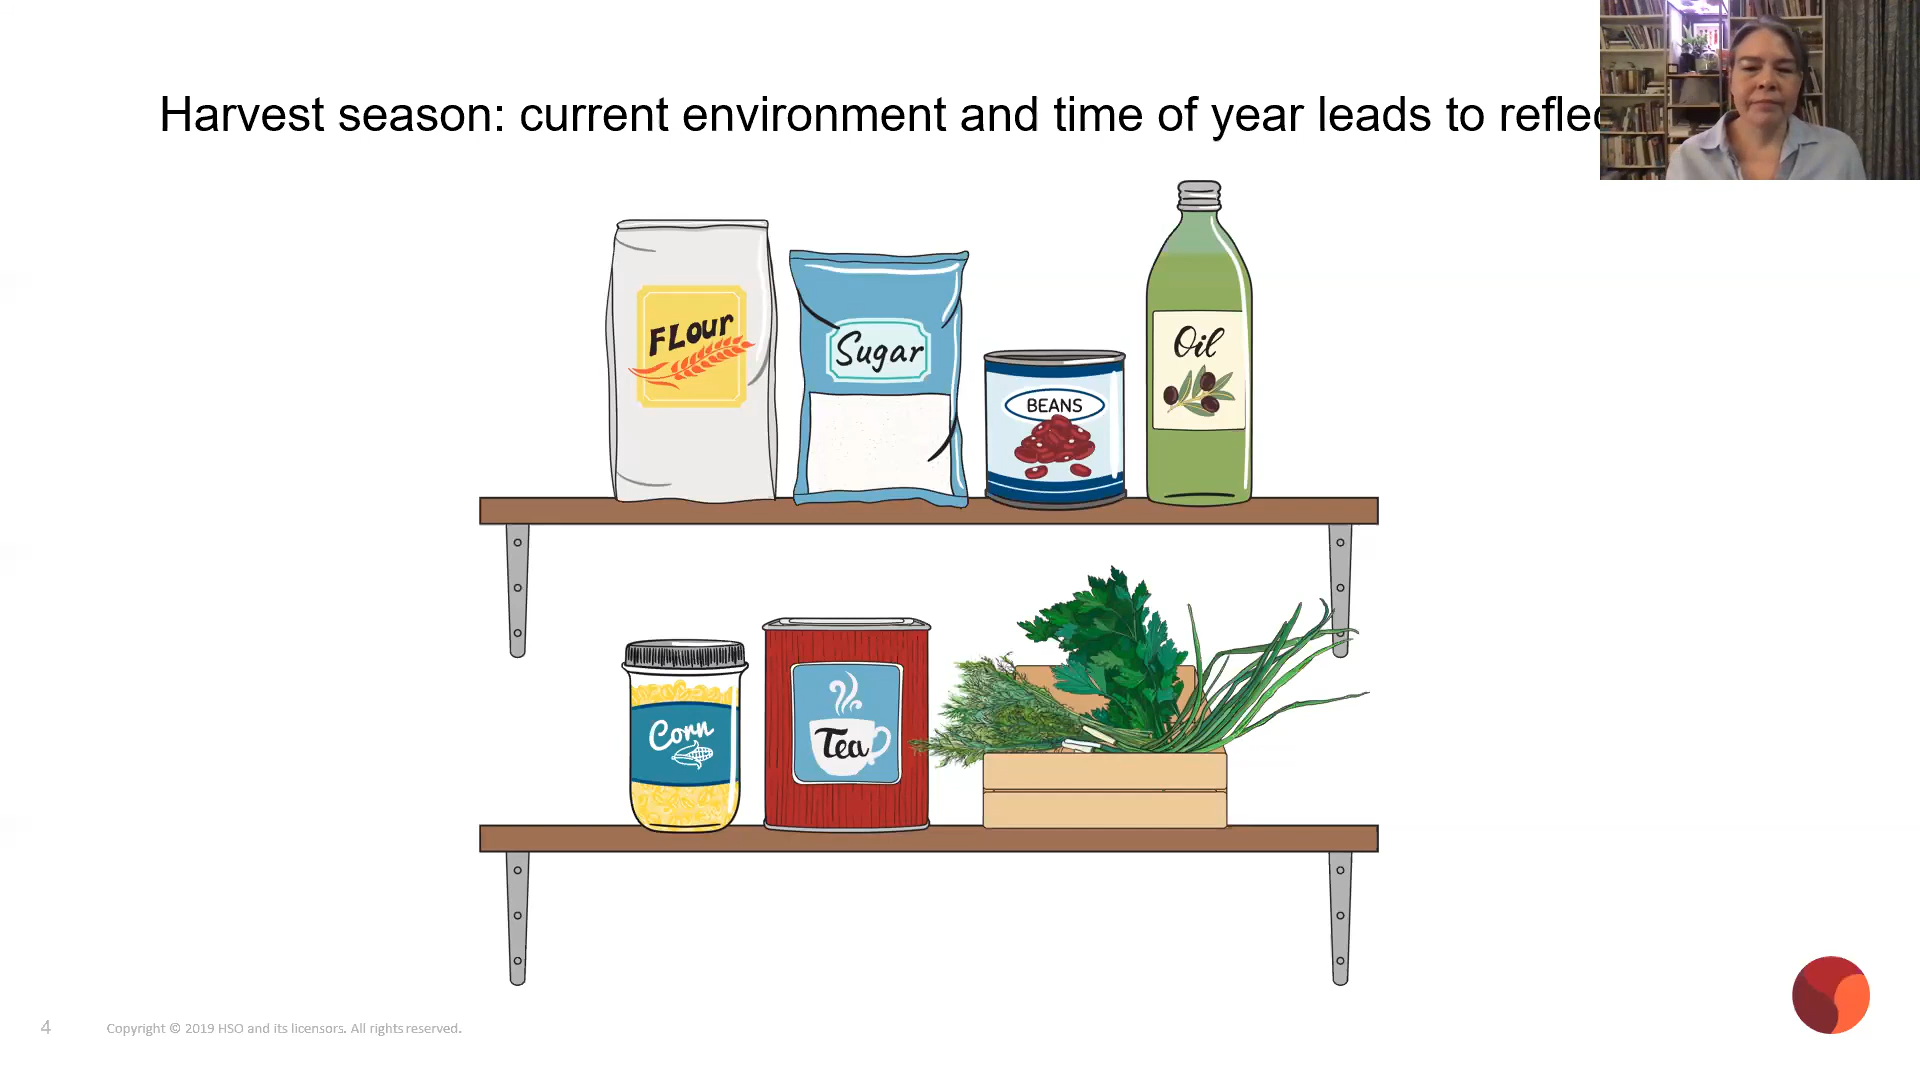 Harvest season: current environment and time of year leads to
FLour
Sugar
BEANS
Oil
Corn
Tea
4
Copyright © 2019 HSO and its licensors. All rights reserved.